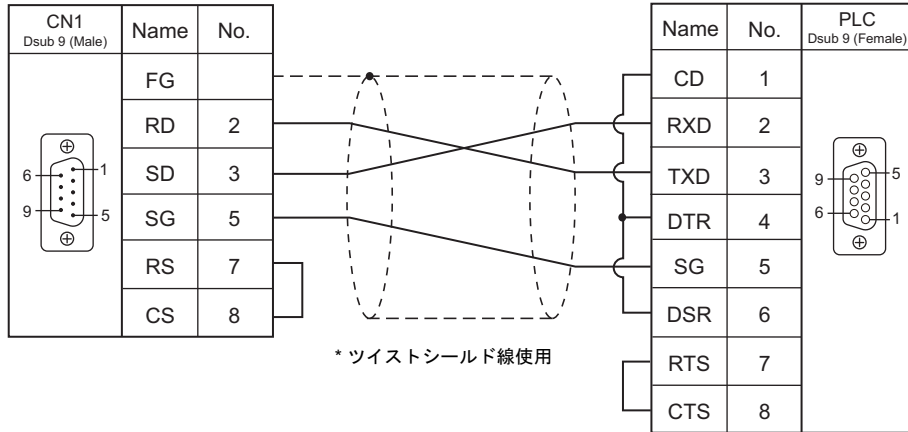 CN1
Dsub 9 (Male)
Name No.
FG
RD 2
SD 3
SG 5
RS 7
CS 8
6
1
9
5
* ツイストシールド線使用
Name No.
PLC
Dsub 9 (Female)
CD 1
RXD 2
TXD 3
DTR 4
SG 5
DSR 6
RTS 7
CTS 8
9
5
6
1